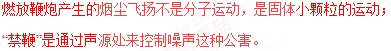 燃放鞭炮产生的烟尘飞扬不是分子运动，是固体小颗粒的运动；
“禁鞭”是通过声源处来控制噪声这种公害。